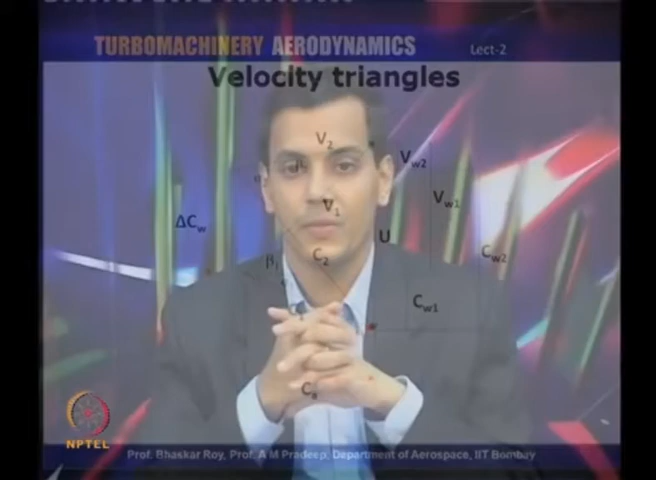 TURBOMACHINERY AERODYNAMICS
Lect-2
Velocity triangles
V2
Vw2
V1
Vw1
ΔCw
U
β1
C2
Cw2
Cw1
Ca
NPTEL
Prof. Bhaskar Roy, Prof. A M Pradeep, Department of Aerospace, IIT Bombay